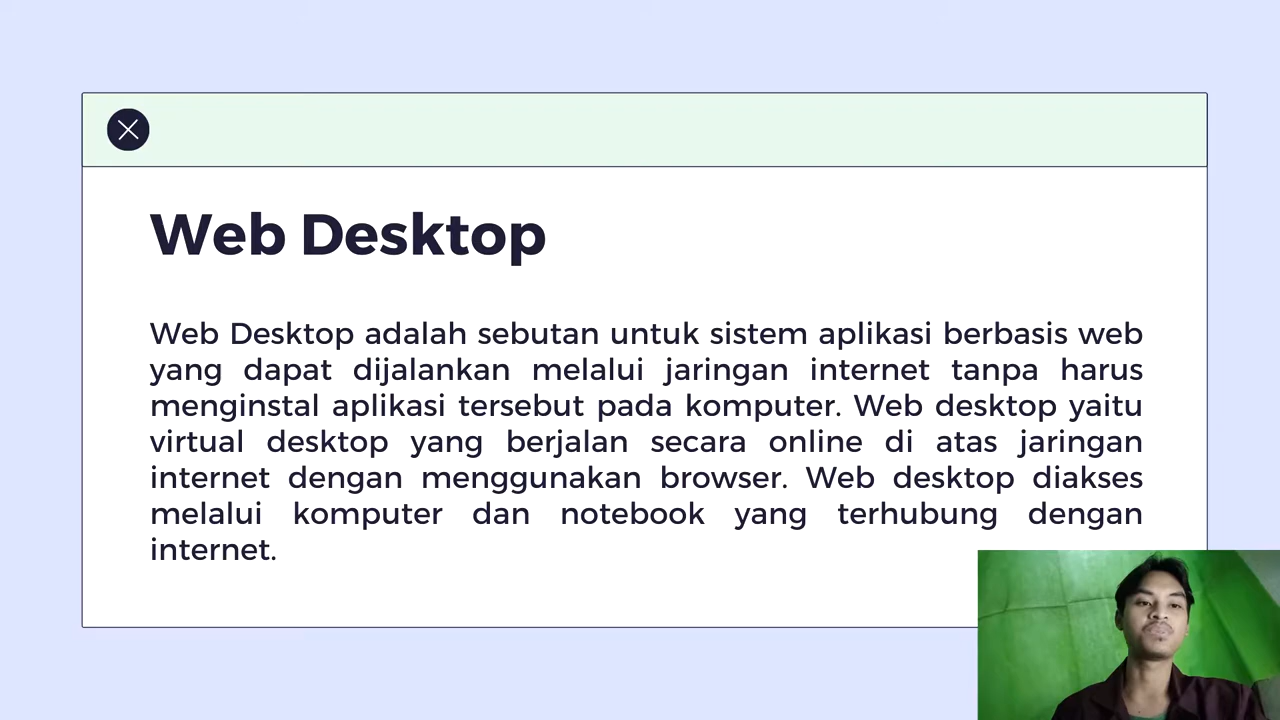 Web Desktop
Web Desktop adalah sebutan untuk sistem aplikasi berbasis web
yang dapat dijalankan melalui jaringan internet tanpa harus
menginstal aplikasi tersebut pada komputer. Web desktop yaitu
virtual desktop yang berjalan secara online di atas jaringan
internet dengan menggunakan browser. Web desktop diakses
melalui komputer dan notebook yang terhubung dengan
internet.